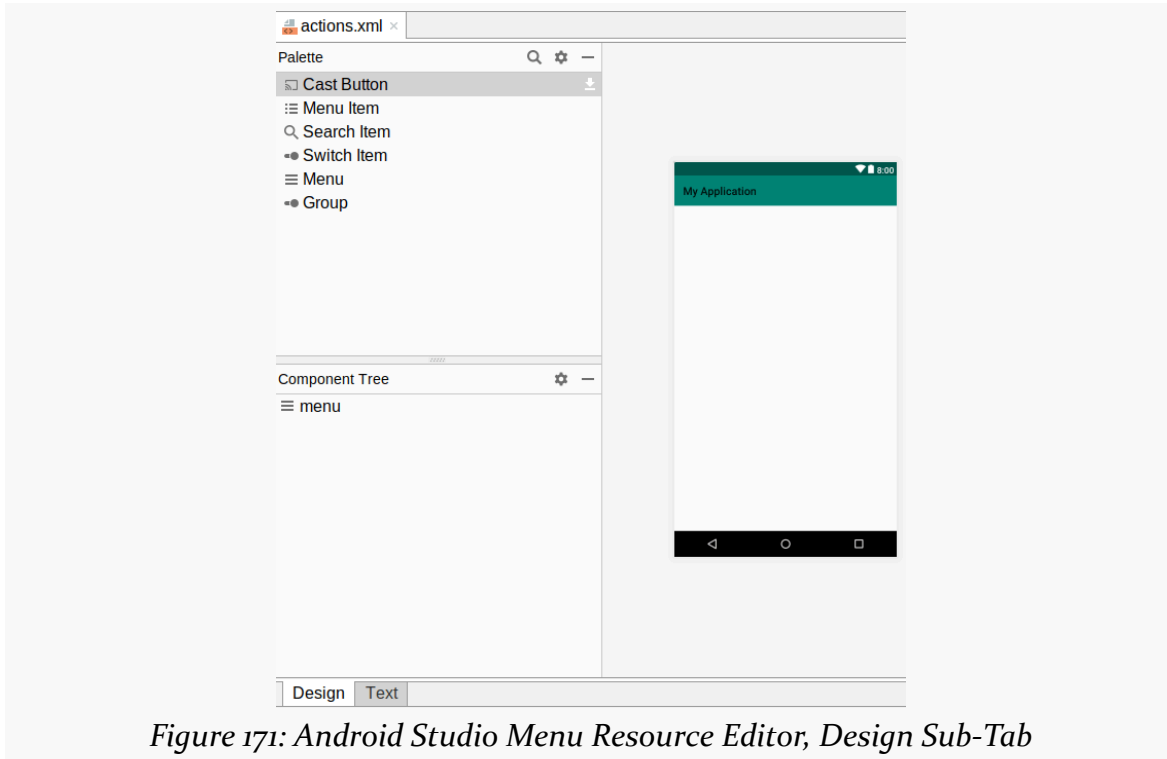 actions.xml
Palette
Cast Button
Menu Item
Search Item
Switch Item
Menu
Group
8:00
My Application
Component Tree
menu
Design Text
Figure 171: Android Studio Menu Resource Editor, Design Sub-Tab